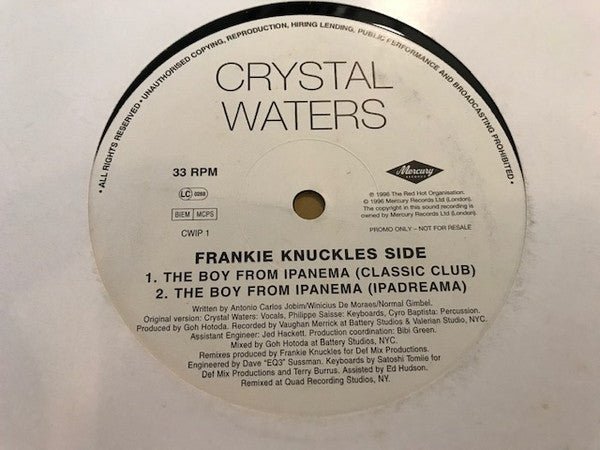 • ALL RIGHTS RESERVED • UNAUTHORISED COPYING, REPRODUCTION, HIRING LENDING, PUBLIC PERFORMANCE AND BROADCASTING PROHIBITED •
CRYSTAL
WATERS
33 RPM
LC 0268
BIEM MCPS
CWIP 1
Mercury
RECORDS
℗ 1996 The Red Hot Organisation.
© 1996 Mercury Records Ltd (London).
The copyright in this sound recording is
owned by Mercury Records Ltd (London).
PROMO ONLY – NOT FOR RESALE
FRANKIE KNUCKLES SIDE
1. THE BOY FROM IPANEMA (CLASSIC CLUB)
2. THE BOY FROM IPANEMA (IPADREAMA)
Written by Antonio Carlos Jobim/Winicius De Moraes/Normal Gimbel.
Original version: Crystal Waters: Vocals, Philippe Saisse: Keyboards, Cyro Baptista: Percussion.
Produced by Goh Hotoda. Recorded by Vaughan Merrick at Battery Studios & Valerian Studio, NYC.
Assistant Engineer: Jed Hackett. Production coordination: Bibi Green.
Mixed by Goh Hotoda at Battery Studios, NYC.
Remixes produced by Frankie Knuckles for Def Mix Productions.
Engineered by Dave "EQ3" Sussman. Keyboards by Satoshi Tomiie for
Def Mix Productions and Terry Burrus. Assisted by Ed Hudson.
Remixed at Quad Recording Studios, NY.